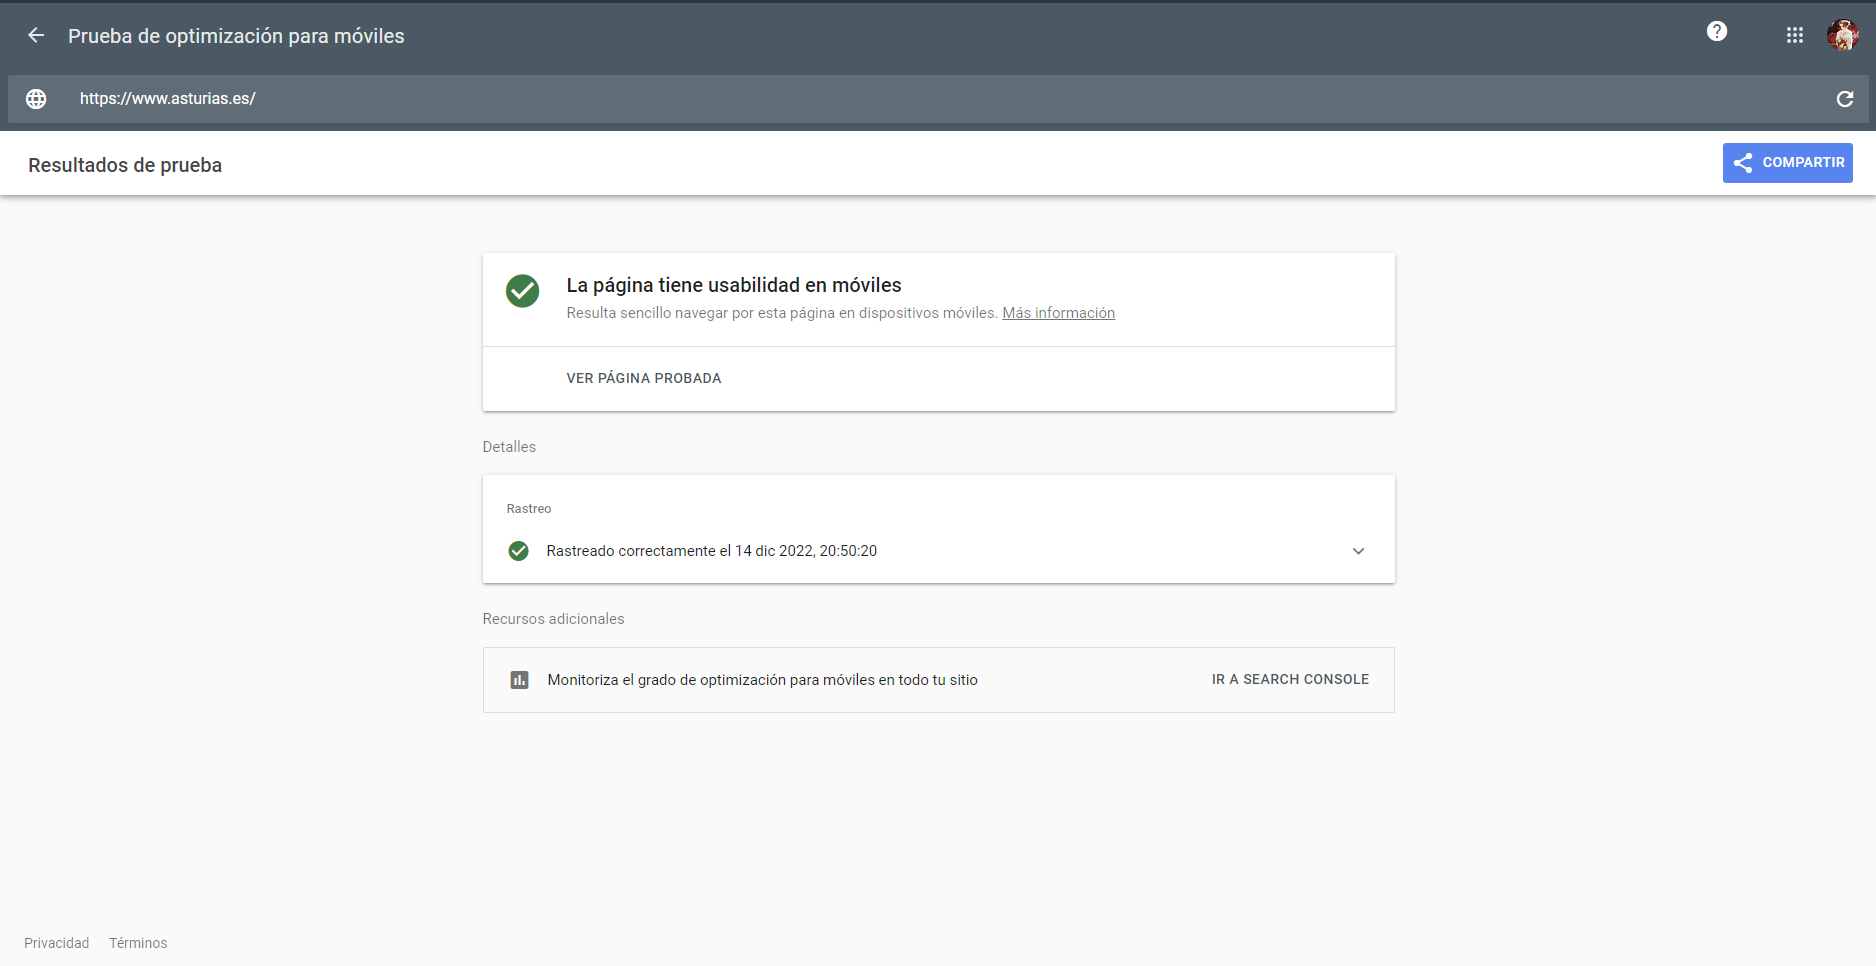 Prueba de optimización para móviles
https://www.asturias.es/
Resultados de prueba
COMPARTIR
La página tiene usabilidad en móviles
Resulta sencillo navegar por esta página en dispositivos móviles. Más información
VER PÁGINA PROBADA
Detalles
Rastreo
Rastreado correctamente el 14 dic 2022, 20:50:20
Recursos adicionales
Monitoriza el grado de optimización para móviles en todo tu sitio
IR A SEARCH CONSOLE
Privacidad Términos